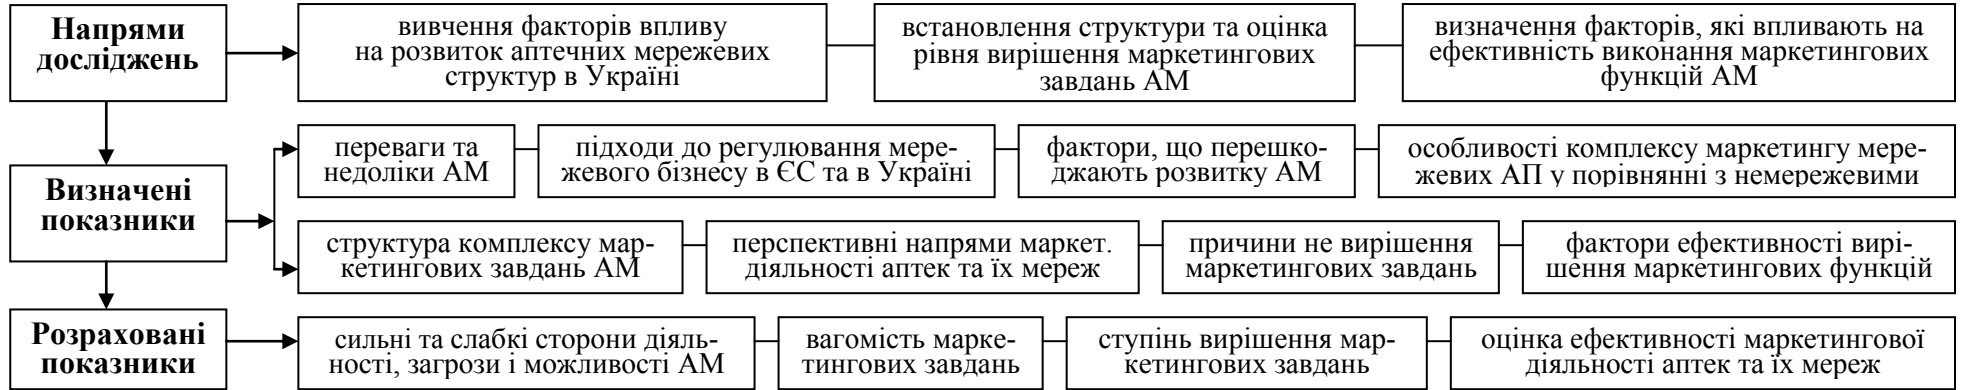 Напрями
досліджень
вивчення факторів впливу
на розвиток аптечних мережевих
структур в Україні
встановлення структури та оцінка
рівня вирішення маркетингових
завдань АМ
визначення факторів, які впливають на
ефективність виконання маркетингових
функцій АМ
Визначені
показники
переваги та
недоліки АМ
підходи до регулювання мере-
жевого бізнесу в ЄС та в Україні
фактори, що перешко-
джають розвитку АМ
особливості комплексу маркетингу мере-
жевих АП у порівнянні з немережевими
структура комплексу мар-
кетингових завдань АМ
перспективні напрями маркет.
діяльності аптек та їх мереж
причини не вирішення
маркетингових завдань
фактори ефективності вирі-
шення маркетингових функцій
Розраховані
показники
сильні та слабкі сторони діяль-
ності, загрози і можливості АМ
вагомість марке-
тингових завдань
ступінь вирішення мар-
кетингових завдань
оцінка ефективності маркетингової
діяльності аптек та їх мереж